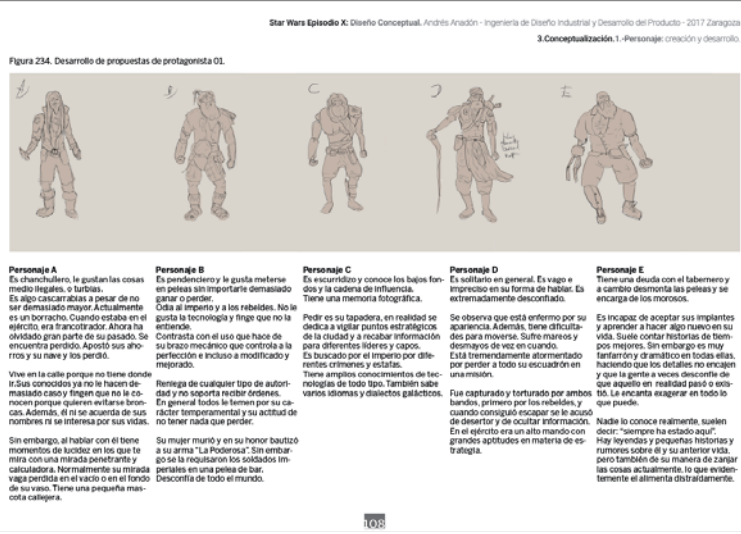 Star Wars Episodio X: Diseño Conceptual. Andrés Anadón - Ingeniería de Diseño Industrial y Desarrollo del Producto - 2017 Zaragoza
3.Conceptualización.1.-Personaje: creación y desarrollo.
Figura 234. Desarrollo de propuestas de protagonista 01.
A
B
C
D
E
Personaje A
Es chanchullero, le gustan las cosas
medio ilegales, o turbias.
Es algo cascarrabias a pesar de no
ser demasiado mayor. Actualmente
es un borracho. Cuando estaba en el
ejército, era francotirador. Ahora ha
olvidado gran parte de su pasado. Se
encuentra perdido. Apostó sus aho-
rros y su nave y los perdió.
Vive en la calle porque no tiene donde
ir.Sus conocidos ya no le hacen de-
masiado caso y fingen que no le co-
nocen porque quieren evitarse bron-
cas. Además, él ni se acuerda de sus
nombres ni se interesa por sus vidas.
Sin embargo, al hablar con él tiene
momentos de lucidez en los que te
mira con una mirada penetrante y
calculadora. Normalmente su mirada
vaga perdida en el vacío o en el fondo
de su vaso. Tiene una pequeña mas-
cota callejera.
Personaje B
Es pendenciero y le gusta meterse
en peleas sin importarle demasiado
ganar o perder.
Odia al imperio y a los rebeldes. No le
gusta la tecnología y finge que no la
entiende.
Contrasta con el uso que hace de
su brazo mecánico que controla a la
perfección e incluso a modificado y
mejorado.
Reniega de cualquier tipo de autori-
dad y no soporta recibir órdenes.
En general todos le temen por su ca-
rácter temperamental y su actitud de
no tener nada que perder.
Su mujer murió y en su honor bautizó
a su arma "La Poderosa". Sin embar-
go se la requisaron los soldados im-
periales en una pelea de bar.
Desconfía de todo el mundo.
Personaje C
Es escurridizo y conoce los bajos fon-
dos y la cadena de influencia.
Tiene una memoria fotográfica.
Pedir es su tapadera, en realidad se
dedica a vigilar puntos estratégicos
de la ciudad y a recabar información
para diferentes líderes y capos.
Es buscado por el imperio por dife-
rentes crímenes y estafas.
Tiene amplios conocimientos de tec-
nologías de todo tipo. También sabe
varios idiomas y dialectos galácticos.
Personaje D
Es solitario en general. Es vago e
impreciso en su forma de hablar. Es
extremadamente desconfiado.
Se observa que está enfermo por su
apariencia. Además, tiene dificulta-
des para moverse. Sufre mareos y
desmayos de vez en cuando.
Está tremendamente atormentado
por perder a todo su escuadrón en
una misión.
Fue capturado y torturado por ambos
bandos, primero por los rebeldes, y
cuando consiguió escapar se le acusó
de desertor y de ocultar información.
En el ejército era un alto mando con
grandes aptitudes en materia de es-
trategia.
Personaje E
Tiene una deuda con el tabernero y
a cambio desmonta las peleas y se
encarga de los morosos.
Es incapaz de aceptar sus implantes
y aprender a hacer algo nuevo en su
vida. Suele contar historias de tiem-
pos mejores. Sin embargo es muy
fanfarrón y dramático en todas ellas,
haciendo que los detalles no encajen
y que la gente a veces desconfíe de
que aquello en realidad pasó o exis-
tió. Le encanta exagerar en todo lo
que puede.
Nadie lo conoce realmente, suelen
decir: "siempre ha estado aquí".
Hay leyendas y pequeñas historias y
rumores sobre él y su anterior vida,
pero también de su manera de zanjar
las cosas actualmente, lo que eviden-
temente el alimenta distraídamente.
108